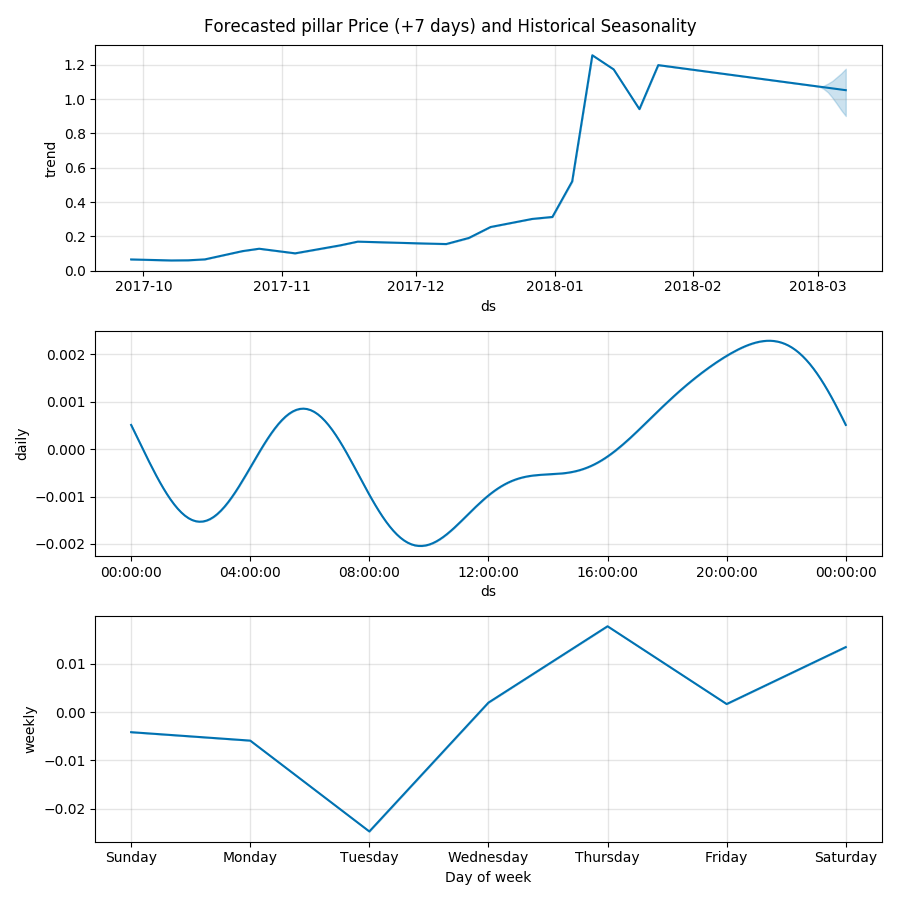 Forecasted pillar Price (+7 days) and Historical Seasonality
1.2
1.0
0.8
0.6
0.4
0.2
0.0
trend
2017-10 2017-11 2017-12 2018-01 2018-02 2018-03
ds
0.002
0.001
0.000
−0.001
−0.002
daily
00:00:00 04:00:00 08:00:00 12:00:00 16:00:00 20:00:00 00:00:00
ds
0.01
0.00
−0.01
−0.02
weekly
Sunday Monday Tuesday Wednesday Thursday Friday Saturday
Day of week